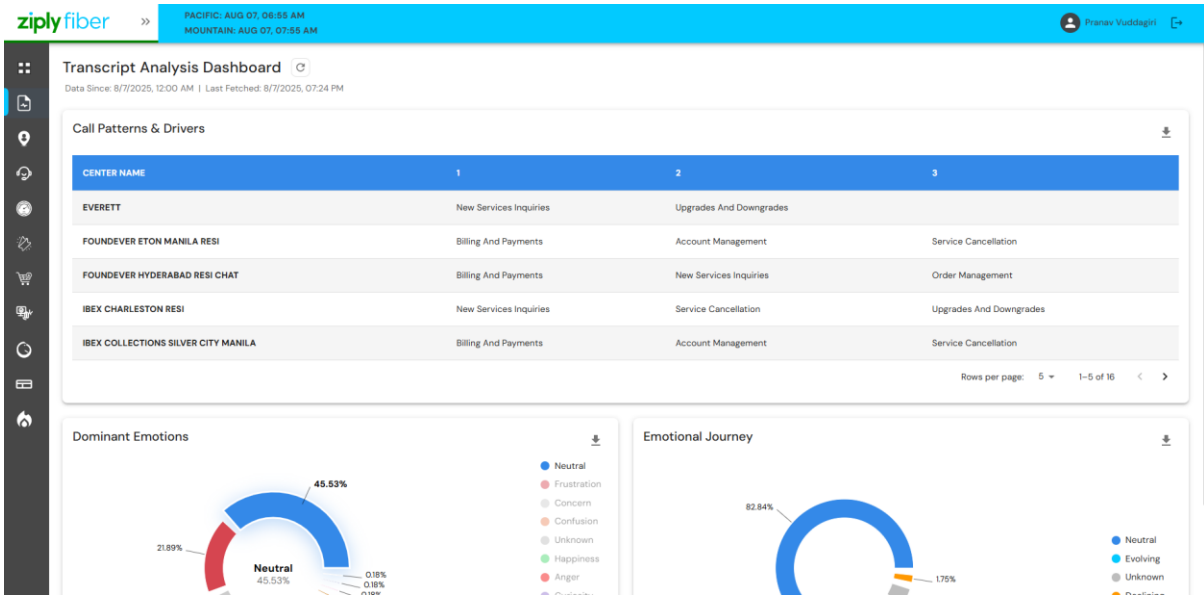 ziply fiber
»
PACIFIC: AUG 07, 06:55 AM
MOUNTAIN: AUG 07, 07:55 AM
Pranav Vuddagiri
Transcript Analysis Dashboard
Data Since: 8/7/2025, 12:00 AM | Last Fetched: 8/7/2025, 07:24 PM
Call Patterns & Drivers
CENTER NAME 1 2 3
EVERETT New Services Inquiries Upgrades And Downgrades
FOUNDEVER ETON MANILA RESI Billing And Payments Account Management Service Cancellation
FOUNDEVER HYDERABAD RESI CHAT Billing And Payments New Services Inquiries Order Management
IBEX CHARLESTON RESI New Services Inquiries Service Cancellation Upgrades And Downgrades
IBEX COLLECTIONS SILVER CITY MANILA Billing And Payments Account Management Service Cancellation
Rows per page: 5 1–5 of 16
Dominant Emotions
45.53%
21.89%
Neutral
45.53%
0.18%
0.18%
0.18%
Neutral
Frustration
Concern
Confusion
Unknown
Happiness
Anger
Curiosity
Emotional Journey
82.84%
1.75%
Neutral
Evolving
Unknown
Declining